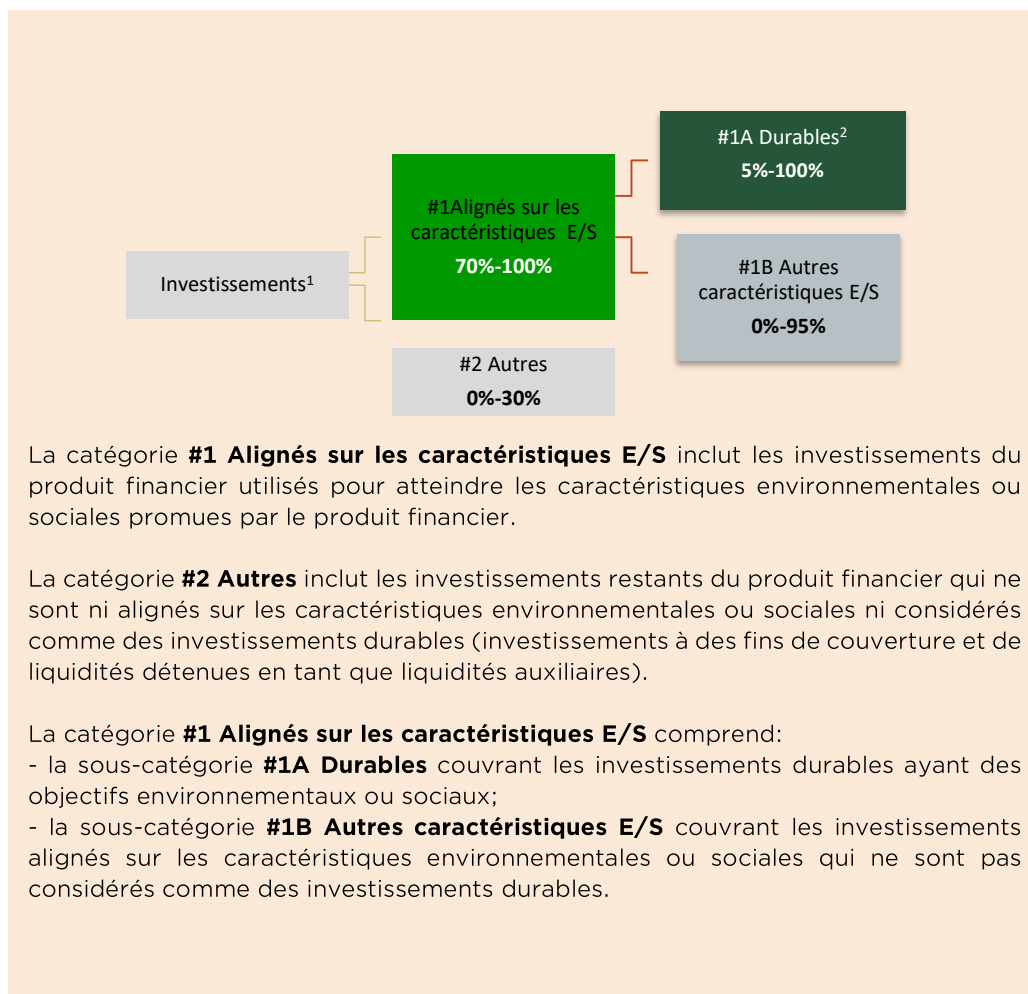 #1A Durables²
5%-100%
#1Alignés sur les
caractéristiques E/S
70%-100%
Investissements¹
#1B Autres
caractéristiques E/S
0%-95%
#2 Autres
0%-30%
La catégorie #1 Alignés sur les caractéristiques E/S inclut les investissements du
produit financier utilisés pour atteindre les caractéristiques environnementales ou
sociales promues par le produit financier.
La catégorie #2 Autres inclut les investissements restants du produit financier qui ne
sont ni alignés sur les caractéristiques environnementales ou sociales ni considérés
comme des investissements durables (investissements à des fins de couverture et de
liquidités détenues en tant que liquidités auxiliaires).
La catégorie #1 Alignés sur les caractéristiques E/S comprend:
- la sous-catégorie #1A Durables couvrant les investissements durables ayant des
objectifs environnementaux ou sociaux;
- la sous-catégorie #1B Autres caractéristiques E/S couvrant les investissements
alignés sur les caractéristiques environnementales ou sociales qui ne sont pas
considérés comme des investissements durables.